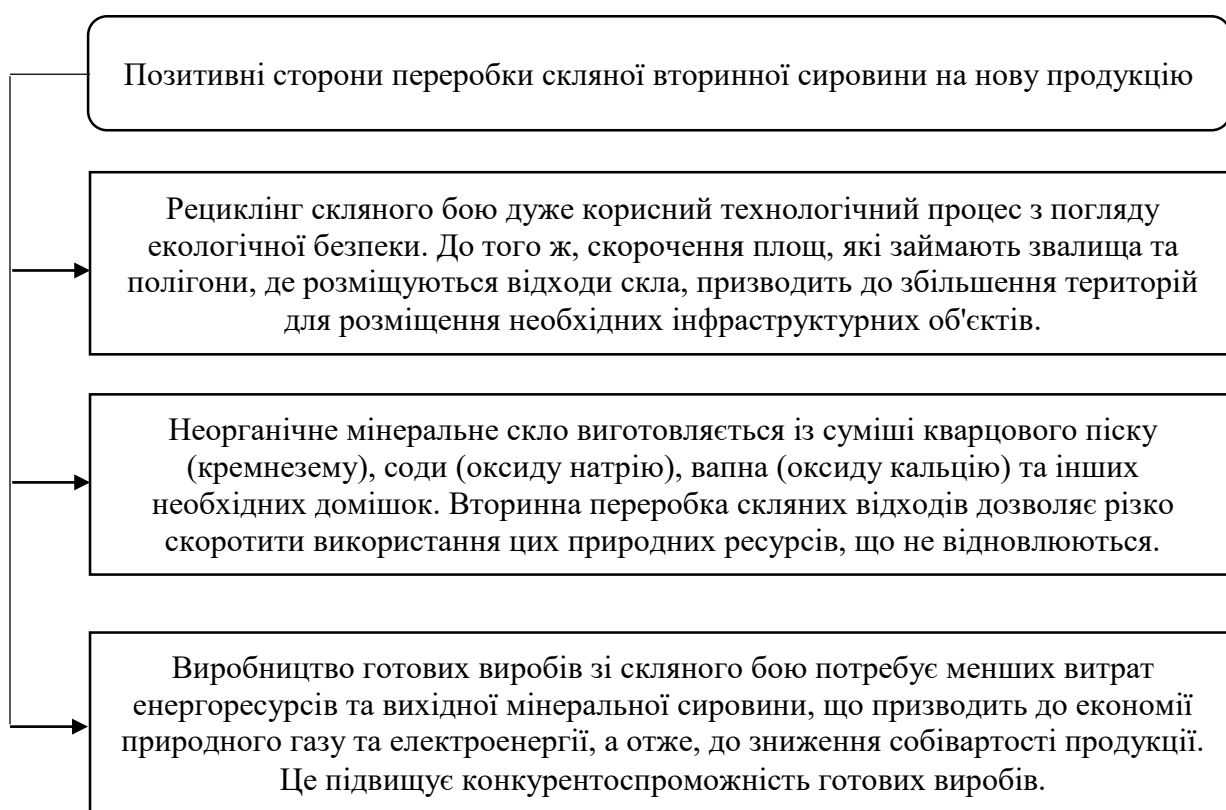 Позитивні сторони переробки скляної вторинної сировини на нову продукцію
Рециклінг скляного бою дуже корисний технологічний процес з погляду
екологічної безпеки. До того ж, скорочення площ, які займають звалища та
полігони, де розміщуються відходи скла, призводить до збільшення територій
для розміщення необхідних інфраструктурних об'єктів.
Неорганічне мінеральне скло виготовляється із суміші кварцового піску
(кремнезему), соди (оксиду натрію), вапна (оксиду кальцію) та інших
необхідних домішок. Вторинна переробка скляних відходів дозволяє різко
скоротити використання цих природних ресурсів, що не відновлюються.
Виробництво готових виробів зі скляного бою потребує менших витрат
енергоресурсів та вихідної мінеральної сировини, що призводить до економії
природного газу та електроенергії, а отже, до зниження собівартості продукції.
Це підвищує конкурентоспроможність готових виробів.